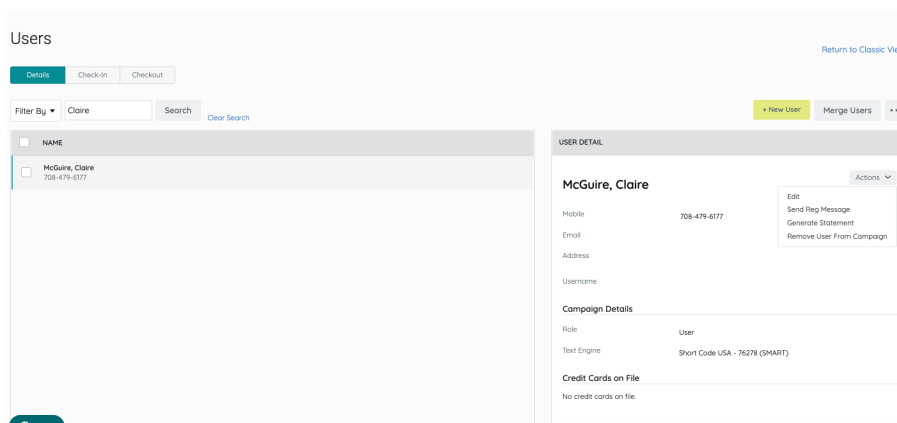 Users
Return to Classic Vie
Details Check-In Checkout
Filter By Claire Search Clear Search + New User Merge Users
NAME
McGuire, Claire
708-479-6177
USER DETAIL
McGuire, Claire
Actions
Edit
Send Reg Message
Generate Statement
Remove User From Campaign
Mobile 708-479-6177
Email
Address
Username
Campaign Details
Role User
Text Engine Short Code USA - 76278 (SMART)
Credit Cards on File
No credit cards on file.